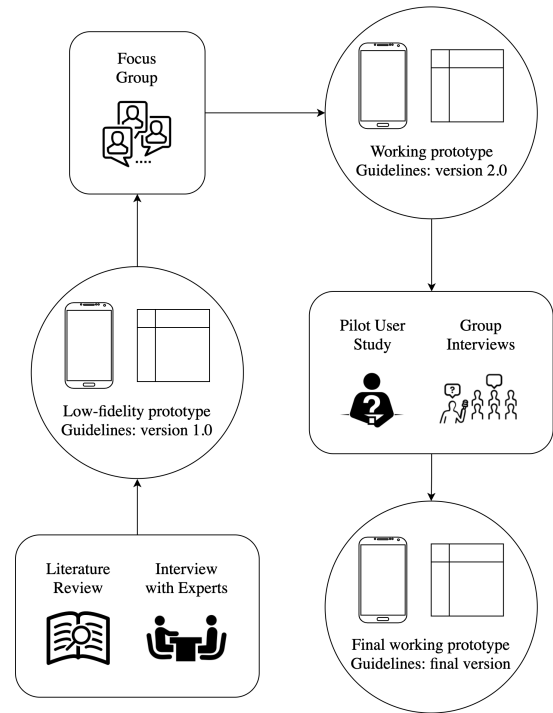 Focus
Group
Working prototype
Guidelines: version 2.0
Low-fidelity prototype
Guidelines: version 1.0
Pilot User
Study
Group
Interviews
?
?
Literature
Review
Interview
with Experts
Final working prototype
Guidelines: final version